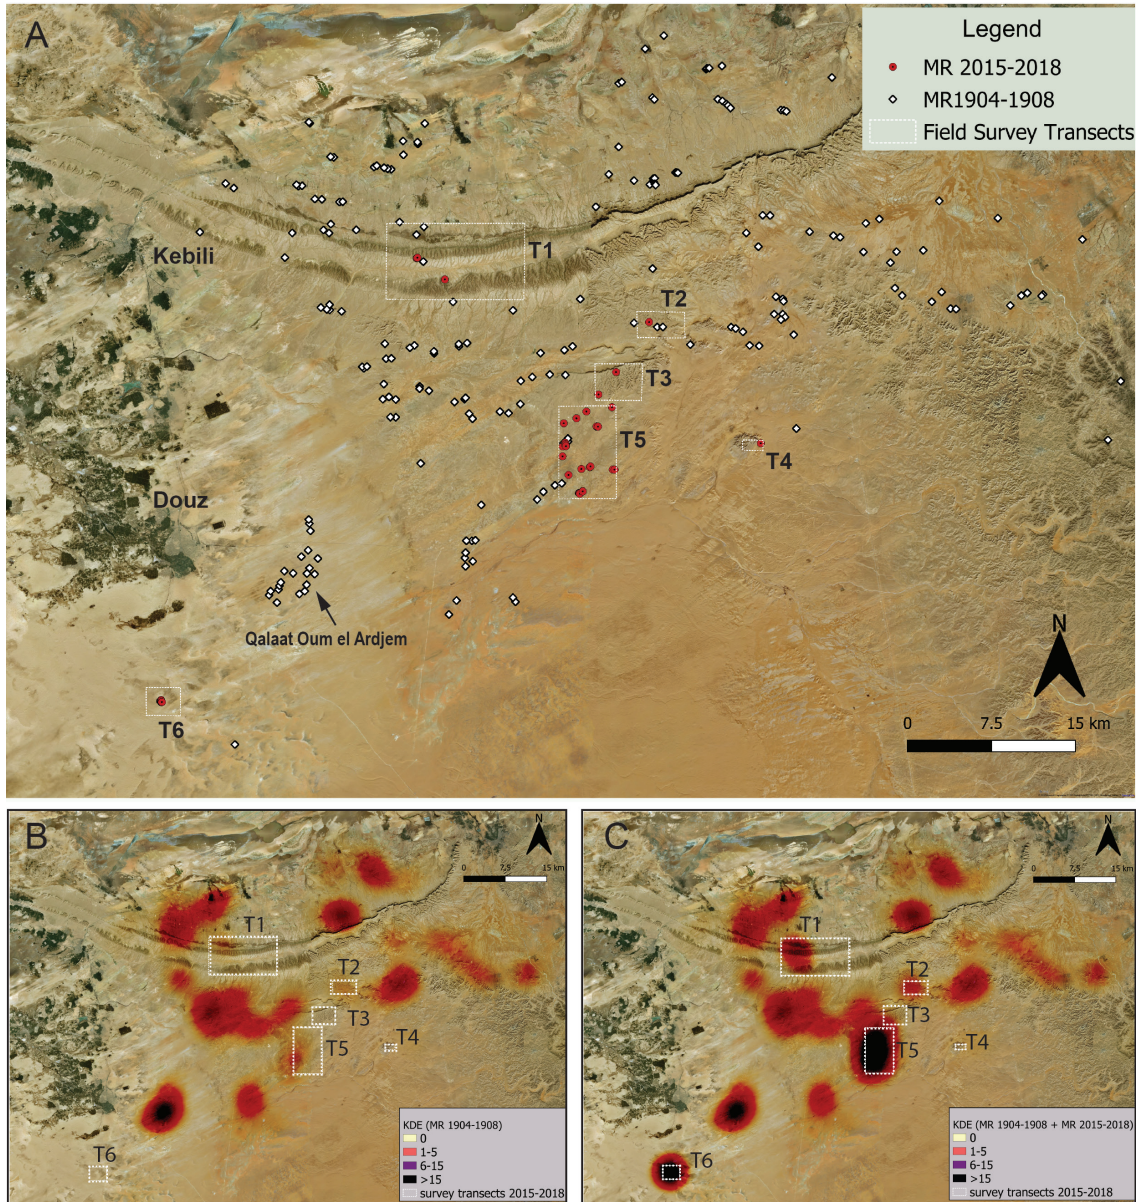 A
Legend
MR 2015-2018
MR1904-1908
Field Survey Transects
Kebili
T1
T2
T3
T5
T4
Douz
Qalaat Oum el Ardjem
T6
N
0 7.5 15 km
B
N
0 7.5 15 km
T1
T2
T3
T5
T4
T6
KDE (MR 1904-1908)
0
1-5
6-15
>15
survey transects 2015-2018
C
N
0 7.5 15 km
T1
T2
T3
T5
T4
T6
KDE (MR 1904-1908 + MR 2015-2018)
0
1-5
6-15
>15
survey transects 2015-2018